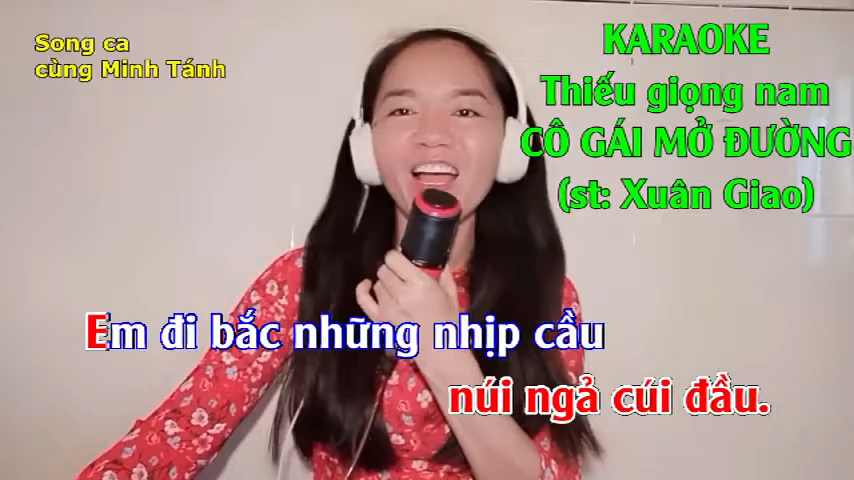 Song ca
cùng Minh Tánh
KARAOKE
Thiếu giọng nam
CÔ GÁI MỞ ĐƯỜNG
(st: Xuân Giao)
Em đi bắc những nhịp cầu
núi ngả cúi đầu.